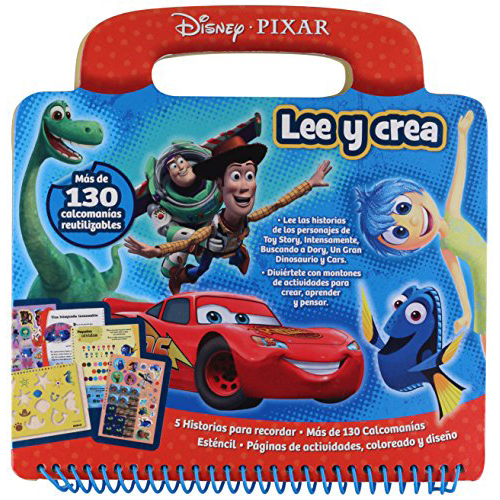 DISNEY · PIXAR
Lee y crea
Más de
130
calcomanías
reutilizables
• Lee las historias
de los personajes de
Toy Story, Intensamente,
Buscando a Dory, Un Gran
Dinosaurio y Cars.
• Diviértete con montones
de actividades para
crear, aprender
y pensar.
5 Historias para recordar • Más de 130 Calcomanías
Esténcil • Páginas de actividades, coloreado y diseño